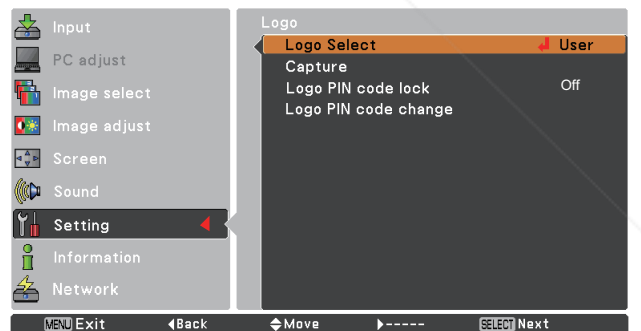 Input
PC adjust
Image select
Image adjust
Screen
Sound
Setting
Information
Network
Logo
Logo Select User
Capture
Logo PIN code lock Off
Logo PIN code change
MENU Exit Back Move ----- SELECT Next